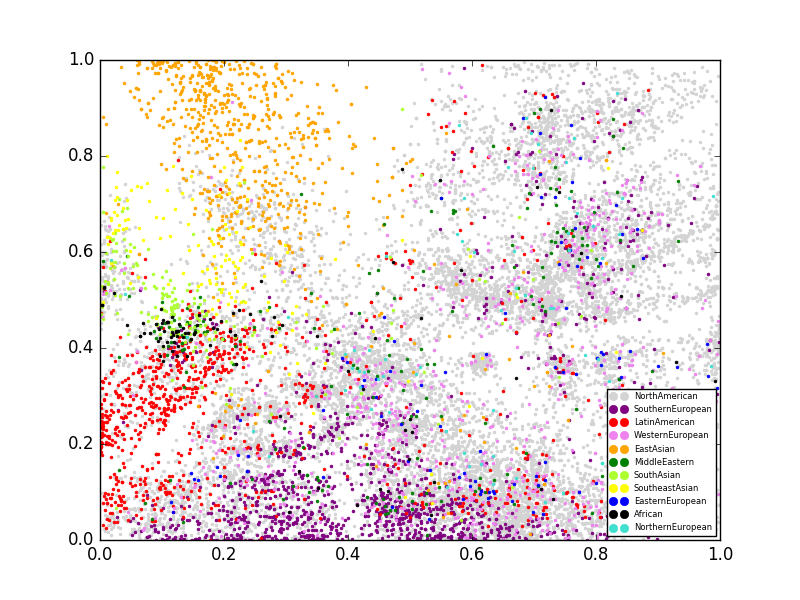 1.0
0.8
0.6
0.4
0.2
0.0
0.0 0.2 0.4 0.6 0.8 1.0
NorthAmerican
SouthernEuropean
LatinAmerican
WesternEuropean
EastAsian
MiddleEastern
SouthAsian
SoutheastAsian
EasternEuropean
African
NorthernEuropean